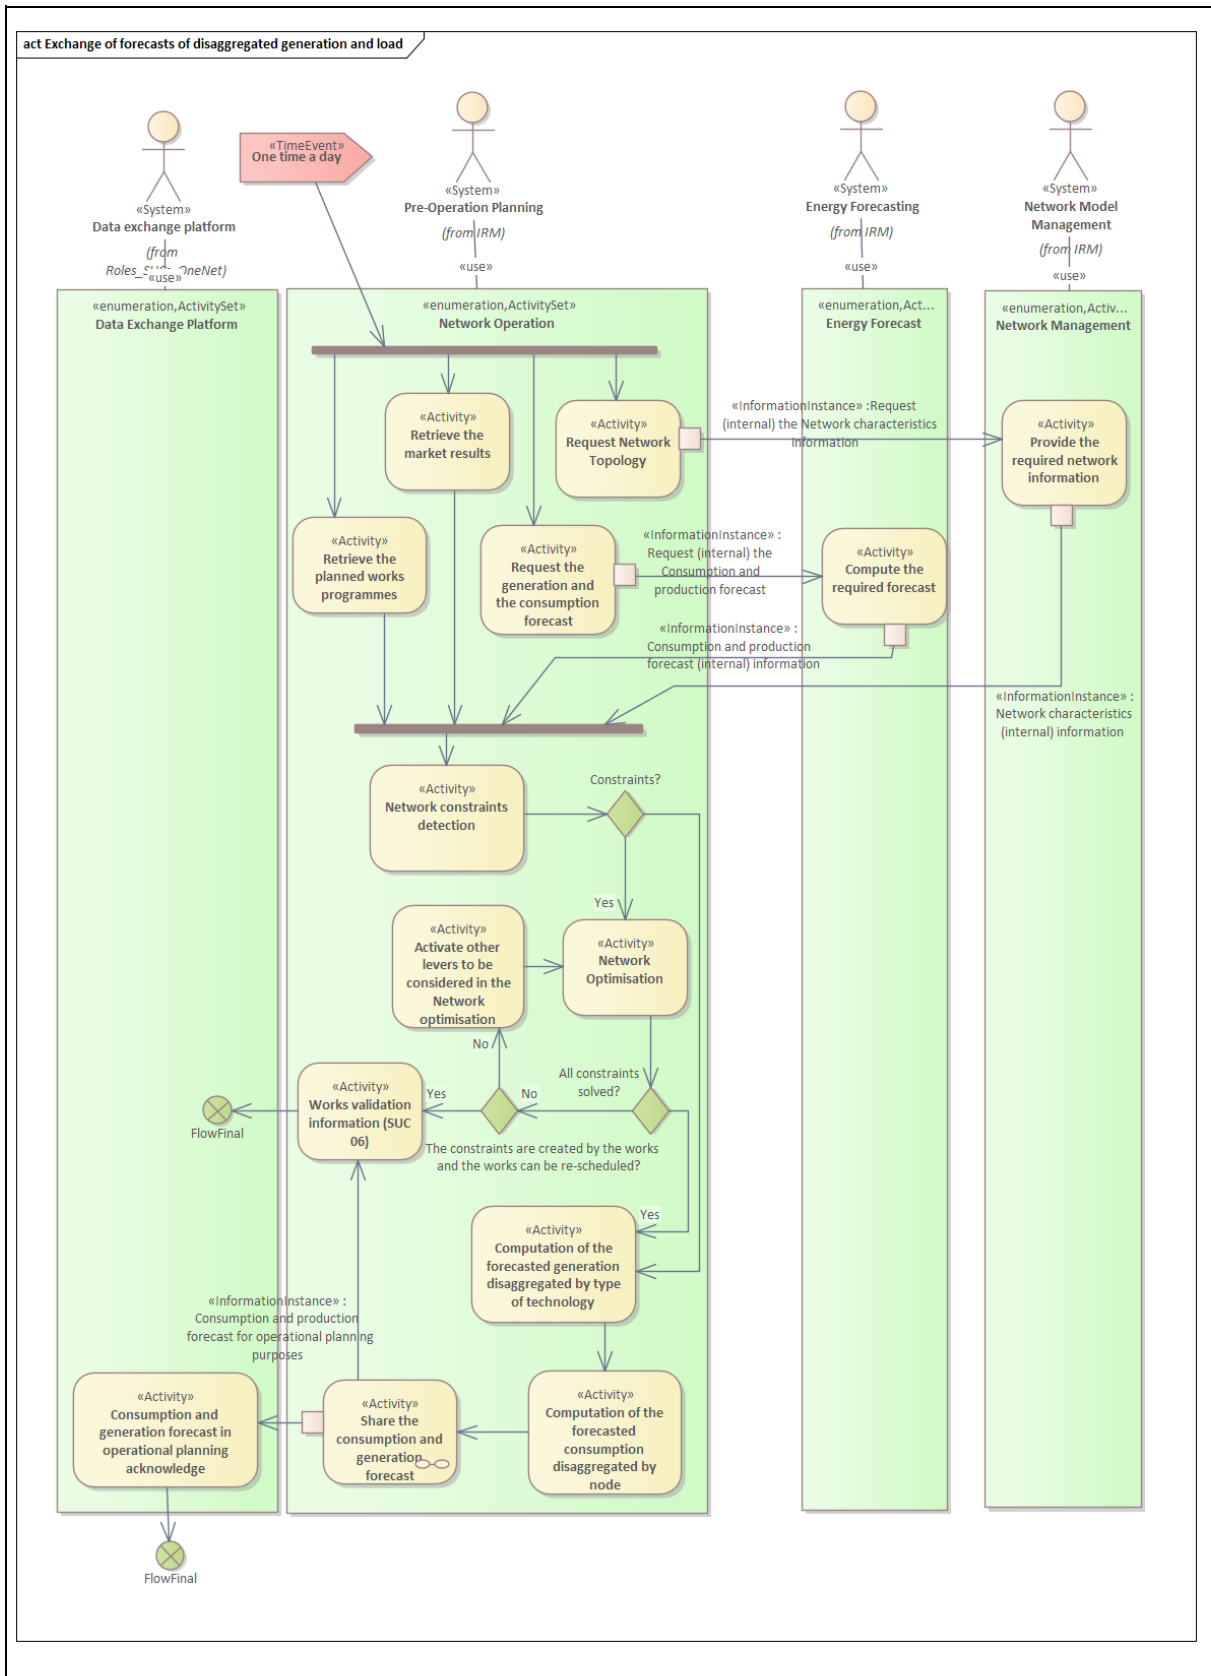 act Exchange of forecasts of disaggregated generation and load
«System»
Data exchange platform
(from
Roles_SUCs_OneNet)
«use»
«TimeEvent»
One time a day
«System»
Pre-Operation Planning
(from IRM)
«use»
«System»
Energy Forecasting
(from IRM)
«use»
«System»
Network Model
Management
(from IRM)
«use»
«enumeration,ActivitySet»
Data Exchange Platform
«enumeration,ActivitySet»
Network Operation
«enumeration,Act...
Energy Forecast
«enumeration,Activ...
Network Management
«Activity»
Retrieve the
market results
«Activity»
Request Network
Topology
«InformationInstance» :Request
(internal) the Network characteristics
information
«Activity»
Provide the
required network
information
«Activity»
Retrieve the
planned works
programmes
«Activity»
Request the
generation and
the consumption
forecast
«InformationInstance» :
Request (internal) the
Consumption and
production forecast
«Activity»
Compute the
required forecast
«InformationInstance» :
Consumption and production
forecast (internal) information
«InformationInstance» :
Network characteristics
(internal) information
«Activity»
Network constraints
detection
Constraints?
Yes
«Activity»
Activate other
levers to be
considered in the
Network
optimisation
«Activity»
Network
Optimisation
No
All constraints
solved?
«Activity»
Works validation
information (SUC
06)
Yes
No
FlowFinal
The constraints are created by the works
and the works can be re-scheduled?
Yes
«Activity»
Computation of the
forecasted generation
disaggregated by type
of technology
«InformationInstance» :
Consumption and production
forecast for operational planning
purposes
«Activity»
Consumption and
generation forecast in
operational planning
acknowledge
«Activity»
Share the
consumption and
generation
forecast
«Activity»
Computation of the
forecasted
consumption
disaggregated by
node
FlowFinal